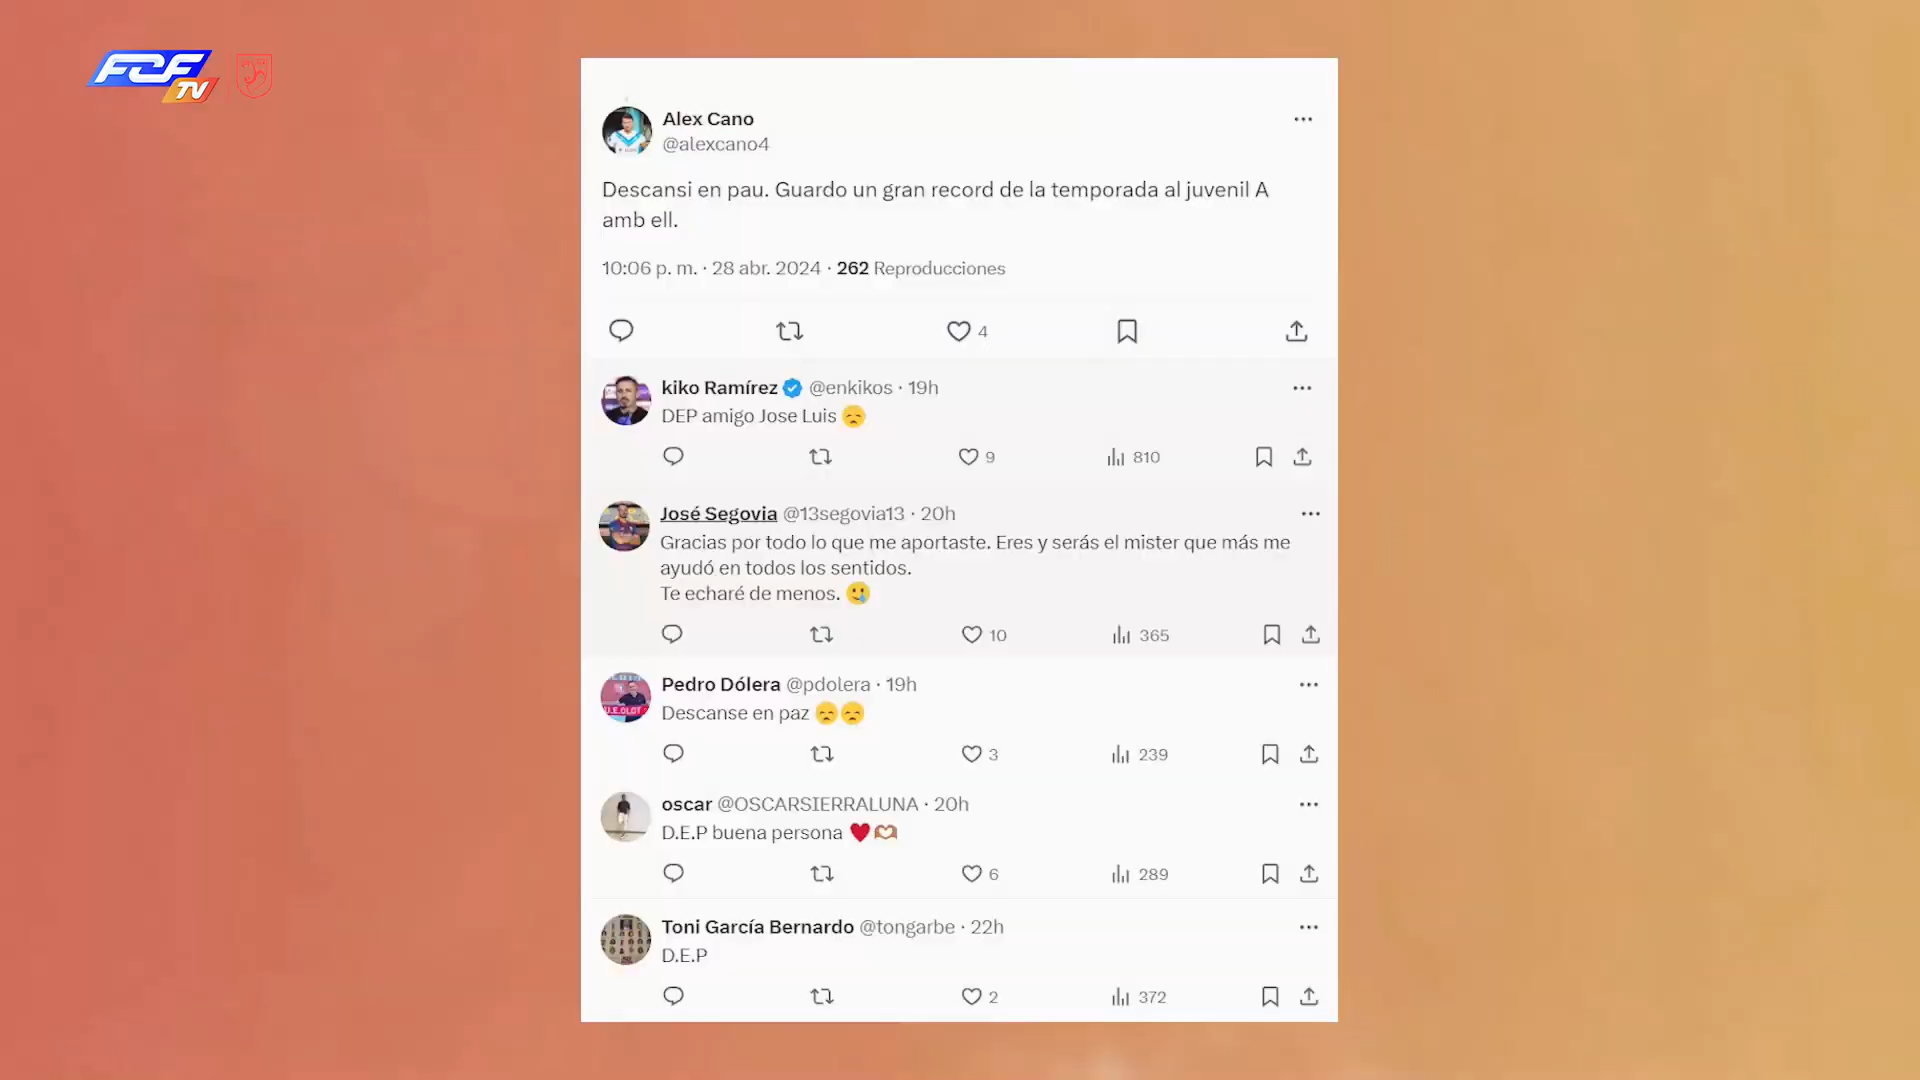 FCF
TV
Alex Cano
@alexcano4
Descansi en pau. Guardo un gran record de la temporada al juvenil A
amb ell.
10:06 p. m. · 28 abr. 2024 · 262 Reproducciones
4
kiko Ramírez @enkikos · 19h
DEP amigo Jose Luis 😞
9 810
José Segovia @13segovia13 · 20h
Gracias por todo lo que me aportaste. Eres y serás el mister que más me
ayudó en todos los sentidos.
Te echaré de menos. 🥲
10 365
Pedro Dólera @pdolera · 19h
Descanse en paz 😞😞
3 239
oscar @OSCARSIERRALUNA · 20h
D.E.P buena persona ♥️🫶🏽
6 289
Toni García Bernardo @tongarbe · 22h
D.E.P
2 372